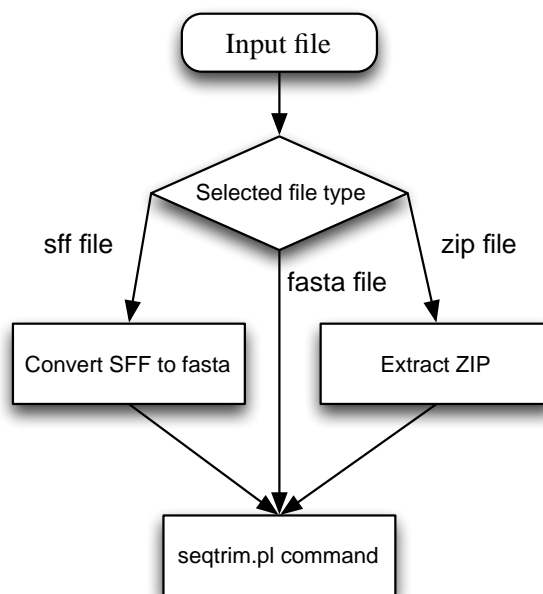 Input file
Selected file type
sff file
zip file
fasta file
Convert SFF to fasta
Extract ZIP
seqtrim.pl command